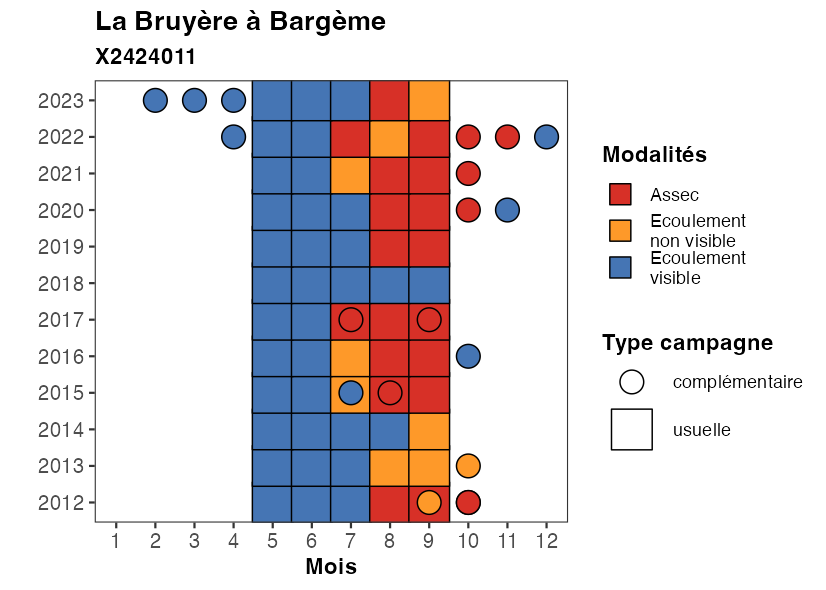 La Bruyère à Bargème
X2424011
2023
2022
2021
2020
2019
2018
2017
2016
2015
2014
2013
2012
1 2 3 4 5 6 7 8 9 10 11 12
Mois
Modalités
Assec
Ecoulement
non visible
Ecoulement
visible
Type campagne
complémentaire
usuelle